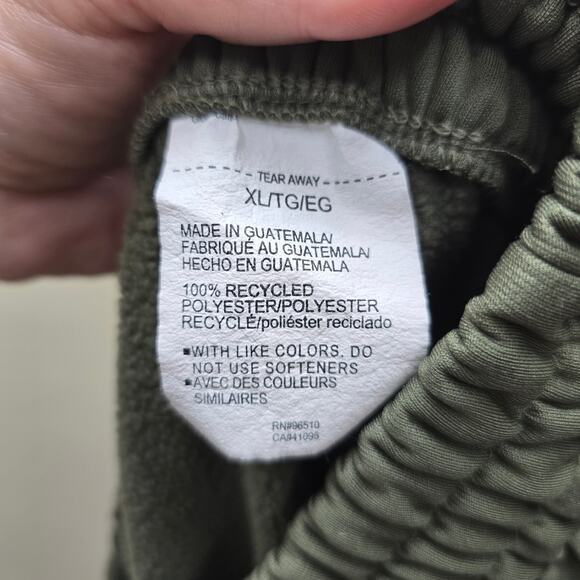 TEAR AWAY
XL/TG/EG
MADE IN GUATEMALA/
FABRIQUÉ AU GUATEMALA/
HECHO EN GUATEMALA
100% RECYCLED
POLYESTER/POLYESTER
RECYCLÉ/poliéster reciclado
▪WITH LIKE COLORS. DO
NOT USE SOFTENERS
▪AVEC DES COULEURS
SIMILAIRES
RN#96510
CA#41095